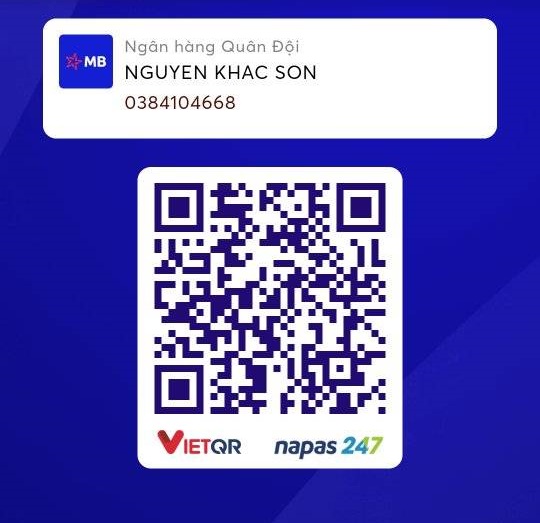 MB
Ngân hàng Quân Đội
NGUYEN KHAC SON
0384104668
VIETQR
napas 247